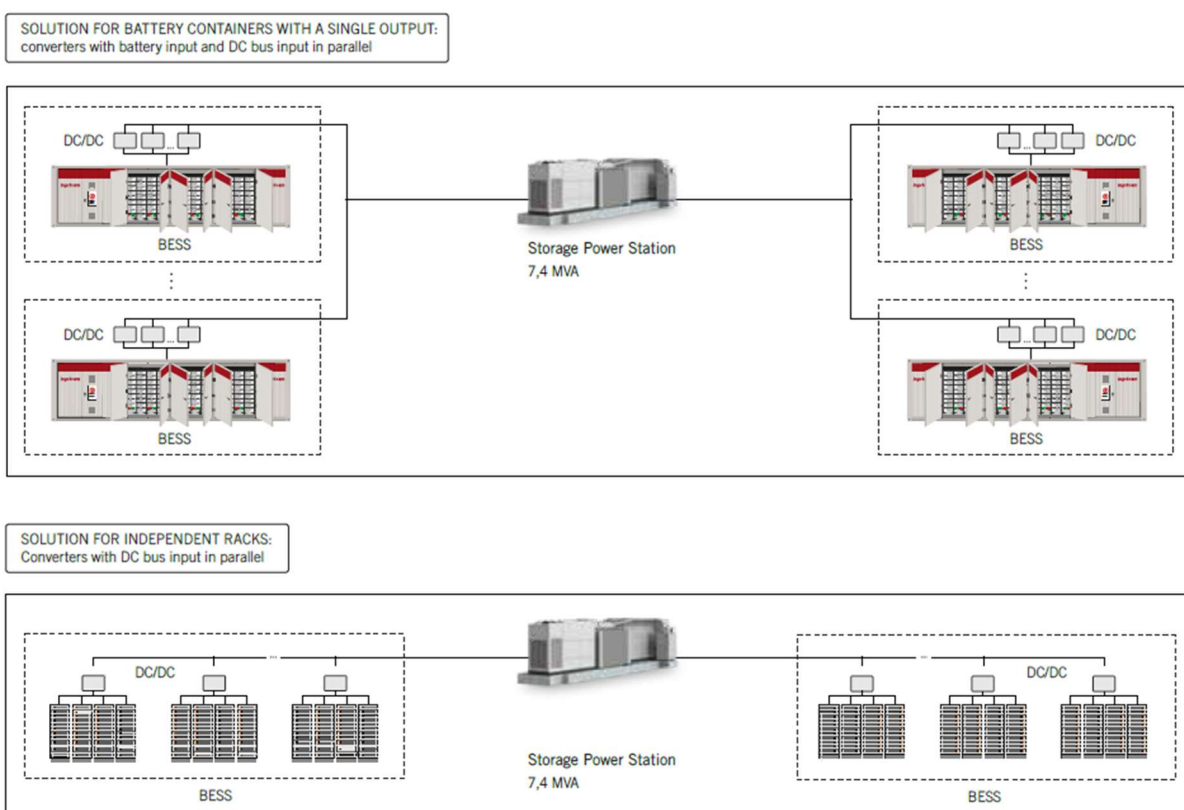 SOLUTION FOR BATTERY CONTAINERS WITH A SINGLE OUTPUT:
converters with battery input and DC bus input in parallel
DC/DC
...
BESS
DC/DC
...
BESS
Storage Power Station
7,4 MVA
...
DC/DC
BESS
...
DC/DC
BESS
SOLUTION FOR INDEPENDENT RACKS:
Converters with DC bus input in parallel
...
DC/DC
BESS
Storage Power Station
7,4 MVA
...
DC/DC
BESS